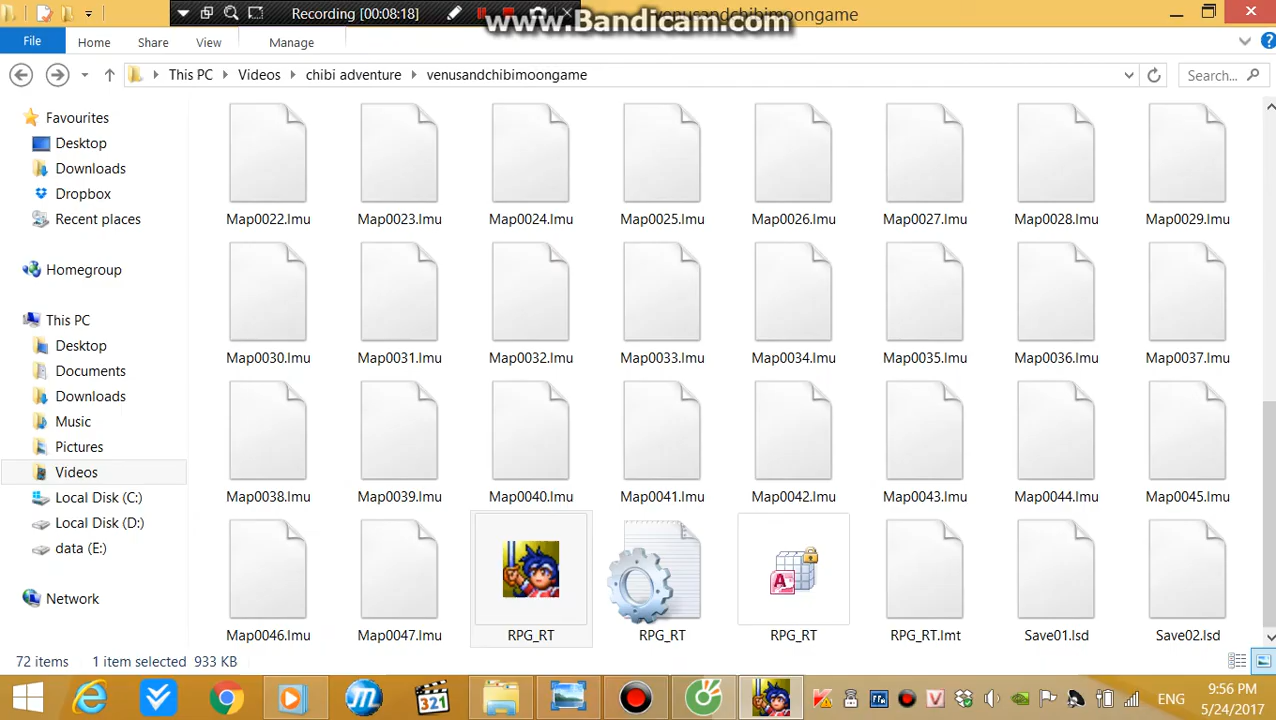 Recording [00:08:18]
www.Bandicam.com
venusandchibimoongame
File Home Share View Manage
This PC Videos chibi adventure venusandchibimoongame Search...
Favourites
Desktop
Downloads
Dropbox
Recent places
Homegroup
This PC
Desktop
Documents
Downloads
Music
Pictures
Videos
Local Disk (C:)
Local Disk (D:)
data (E:)
Network
Map0022.lmu Map0023.lmu Map0024.lmu Map0025.lmu Map0026.lmu Map0027.lmu Map0028.lmu Map0029.lmu
Map0030.lmu Map0031.lmu Map0032.lmu Map0033.lmu Map0034.lmu Map0035.lmu Map0036.lmu Map0037.lmu
Map0038.lmu Map0039.lmu Map0040.lmu Map0041.lmu Map0042.lmu Map0043.lmu Map0044.lmu Map0045.lmu
Map0046.lmu Map0047.lmu RPG_RT RPG_RT RPG_RT RPG_RT.lmt Save01.lsd Save02.lsd
72 items 1 item selected 933 KB
321
ENG
9:56 PM
5/24/2017